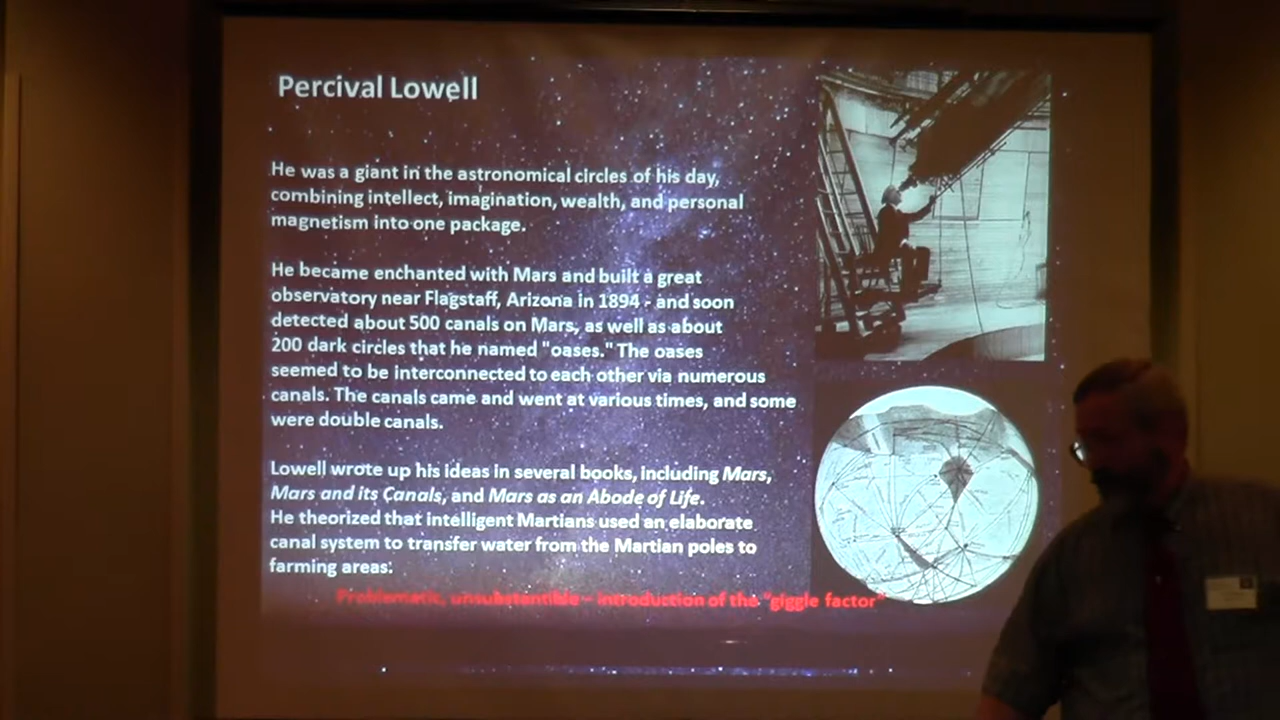 Percival Lowell
He was a giant in the astronomical circles of his day,
combining intellect, imagination, wealth, and personal
magnetism into one package.
He became enchanted with Mars and built a great
observatory near Flagstaff, Arizona in 1894 - and soon
detected about 500 canals on Mars, as well as about
200 dark circles that he named "oases." The oases
seemed to be interconnected to each other via numerous
canals. The canals came and went at various times, and some
were double canals.
Lowell wrote up his ideas in several books, including Mars,
Mars and its Canals, and Mars as an Abode of Life.
He theorized that intelligent Martians used an elaborate
canal system to transfer water from the Martian poles to
farming areas.
Problematic, unsubstantible – introduction of the "giggle factor"